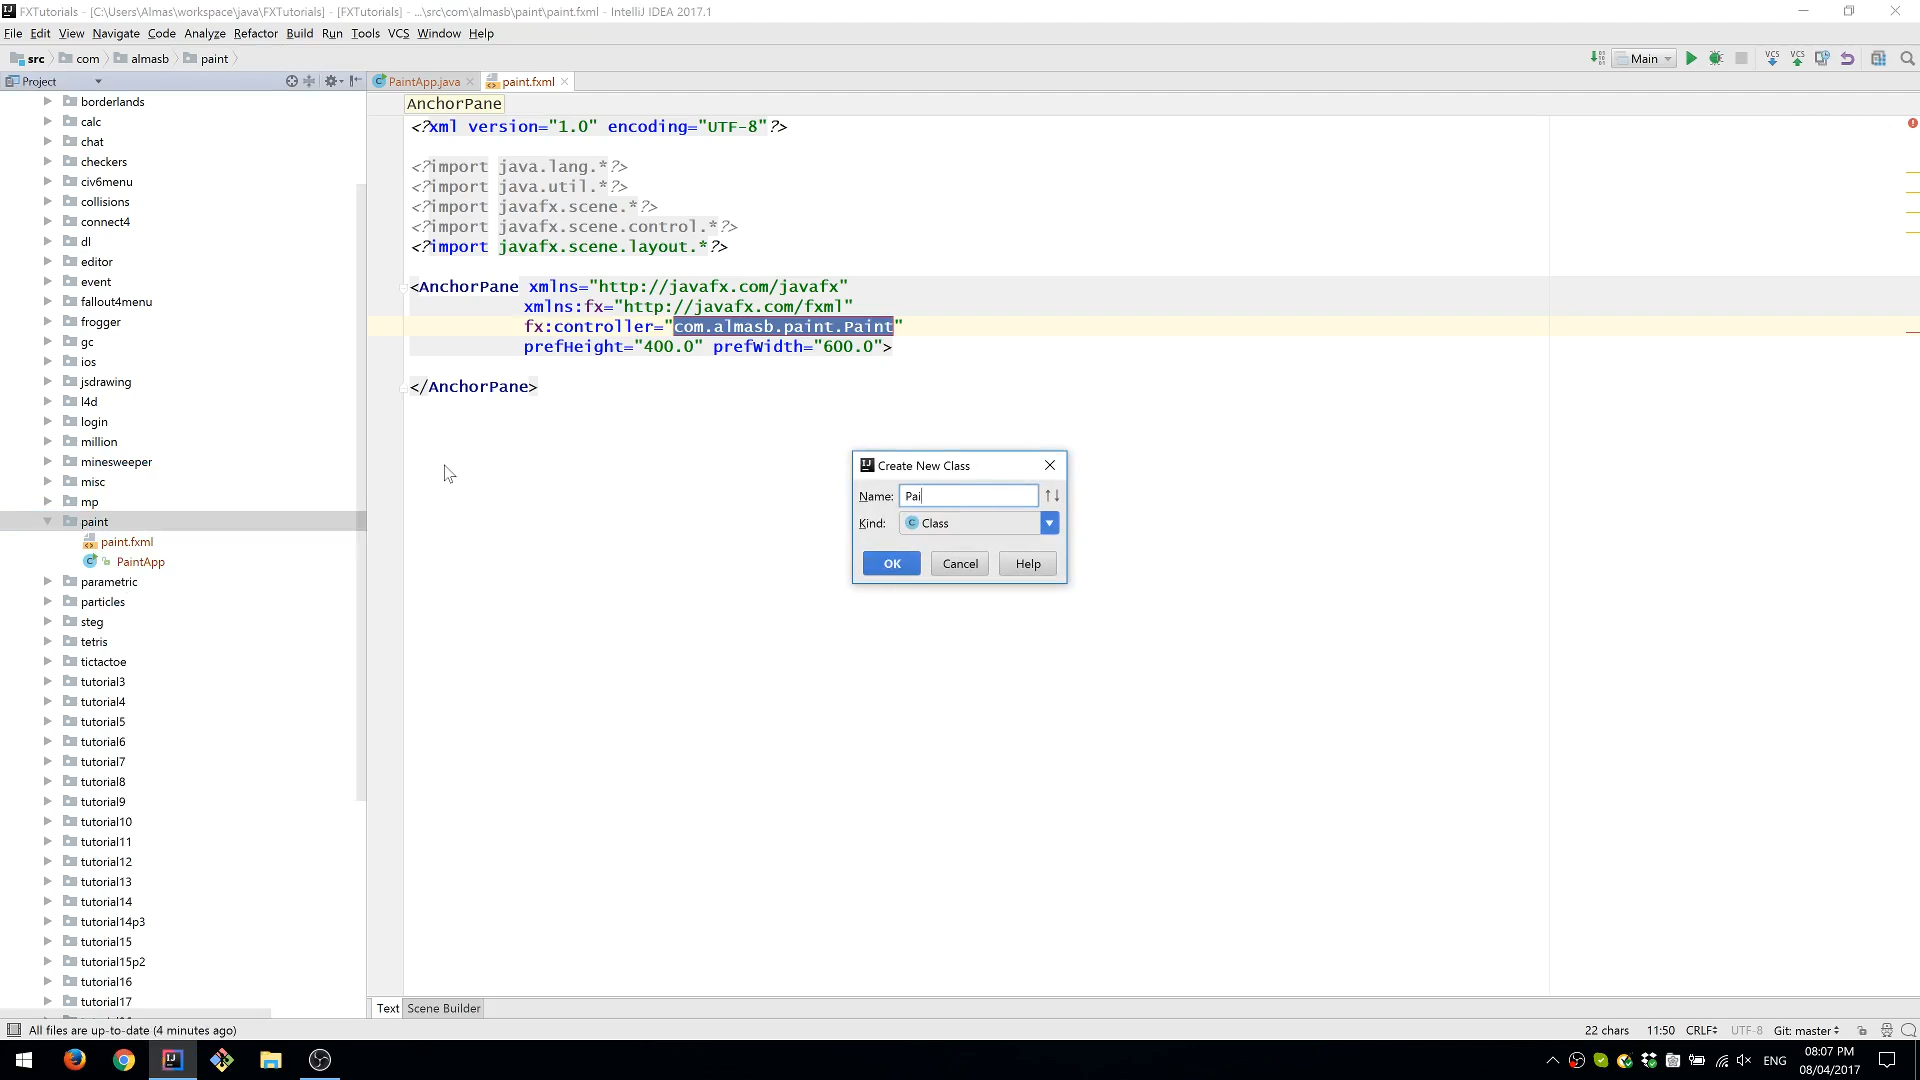 FXTutorials - [C:\Users\Almas\workspace\java\FXTutorials] - [FXTutorials] - ...\src\com\almasb\paint\paint.fxml - IntelliJ IDEA 2017.1
File Edit View Navigate Code Analyze Refactor Build Run Tools VCS Window Help
src com almasb paint Main VCS VCS
Project PaintApp.java paint.fxml
AnchorPane
borderlands
calc
chat
checkers
civ6menu
collisions
connect4
dl
editor
event
fallout4menu
frogger
gc
ios
jsdrawing
l4d
login
million
minesweeper
misc
mp
paint
paint.fxml
PaintApp
parametric
particles
steg
tetris
tictactoe
tutorial3
tutorial4
tutorial5
tutorial6
tutorial7
tutorial8
tutorial9
tutorial10
tutorial11
tutorial12
tutorial13
tutorial14
tutorial14p3
tutorial15
tutorial15p2
tutorial16
tutorial17
<?xml version="1.0" encoding="UTF-8"?>
<?import java.lang.*?>
<?import java.util.*?>
<?import javafx.scene.*?>
<?import javafx.scene.control.*?>
<?import javafx.scene.layout.*?>
<AnchorPane xmlns="http://javafx.com/javafx"
xmlns:fx="http://javafx.com/fxml"
fx:controller="com.almasb.paint.Paint"
prefHeight="400.0" prefWidth="600.0">
</AnchorPane>
Create New Class
Name: Pai
Kind: Class
OK Cancel Help
Text Scene Builder
All files are up-to-date (4 minutes ago) 22 chars 11:50 CRLF UTF-8 Git: master
ENG 08:07 PM
08/04/2017